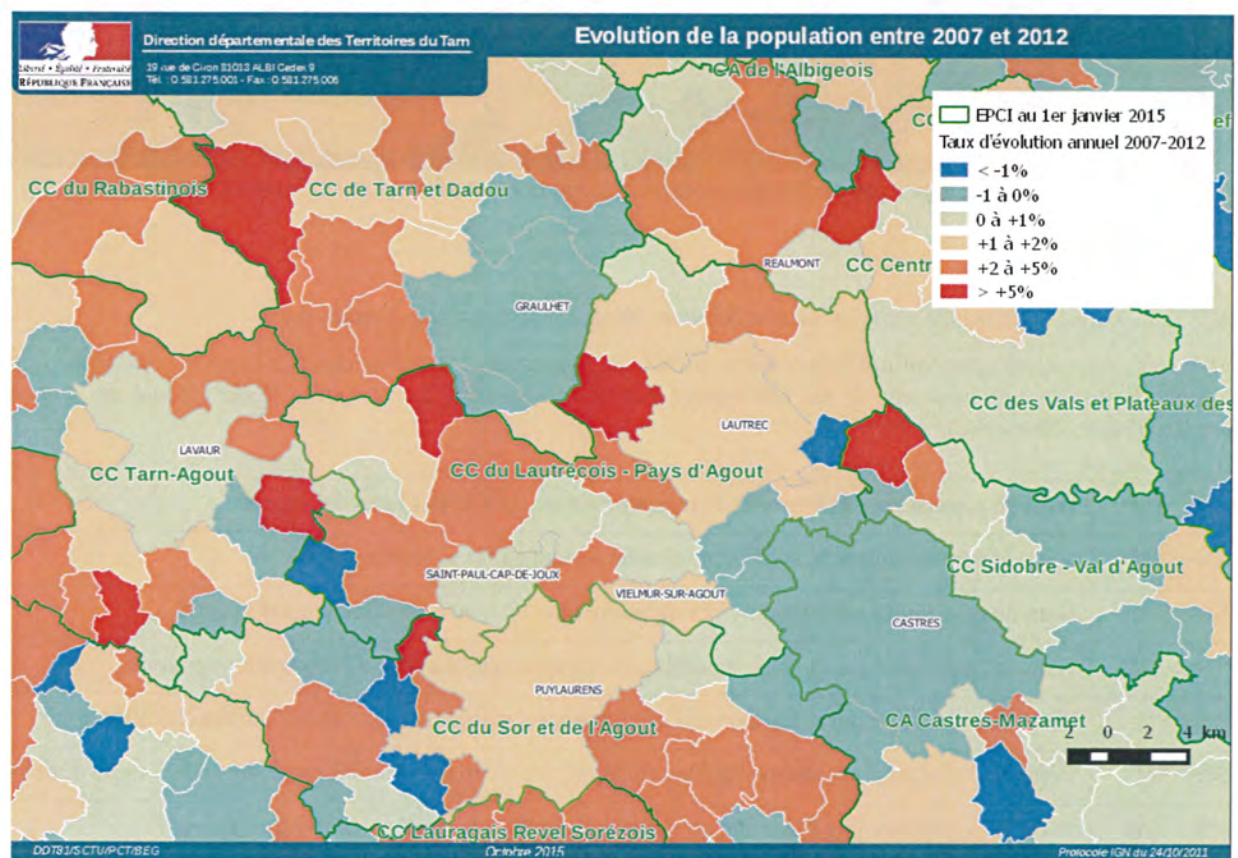 Liberté • Égalité • Fraternité
RÉPUBLIQUE FRANÇAISE
Direction départementale des Territoires du Tarn
19 rue de Ciron 81013 ALBI Cedex 9
Tél. : 0.581.275.001 - Fax : 0.581.275.006
Evolution de la population entre 2007 et 2012
CA de l'Albigeois
EPCI au 1er janvier 2015
Taux d'évolution annuel 2007-2012
< -1%
-1 à 0%
0 à +1%
+1 à +2%
+2 à +5%
> +5%
CC du Rabastinois
CC de Tarn et Dadou
REALMONT
CC Centr
GRAULHET
CC des Vals et Plateaux des
LAUTREC
LAVAUR
CC Tarn-Agout
CC du Lautrécois - Pays d'Agout
CC Sidobre - Val d'Agout
SAINT-PAUL-CAP-DE-JOUX
VIELMUR-SUR-AGOUT
CASTRES
PUYLAURENS
CC du Sor et de l'Agout
CA Castres-Mazamet
2 0 2 4 km
CC Lauragais Revel Sorèzois
DDT81/SCTU/PCT/BEG
Octobre 2015
Protocole IGN du 24/10/2011